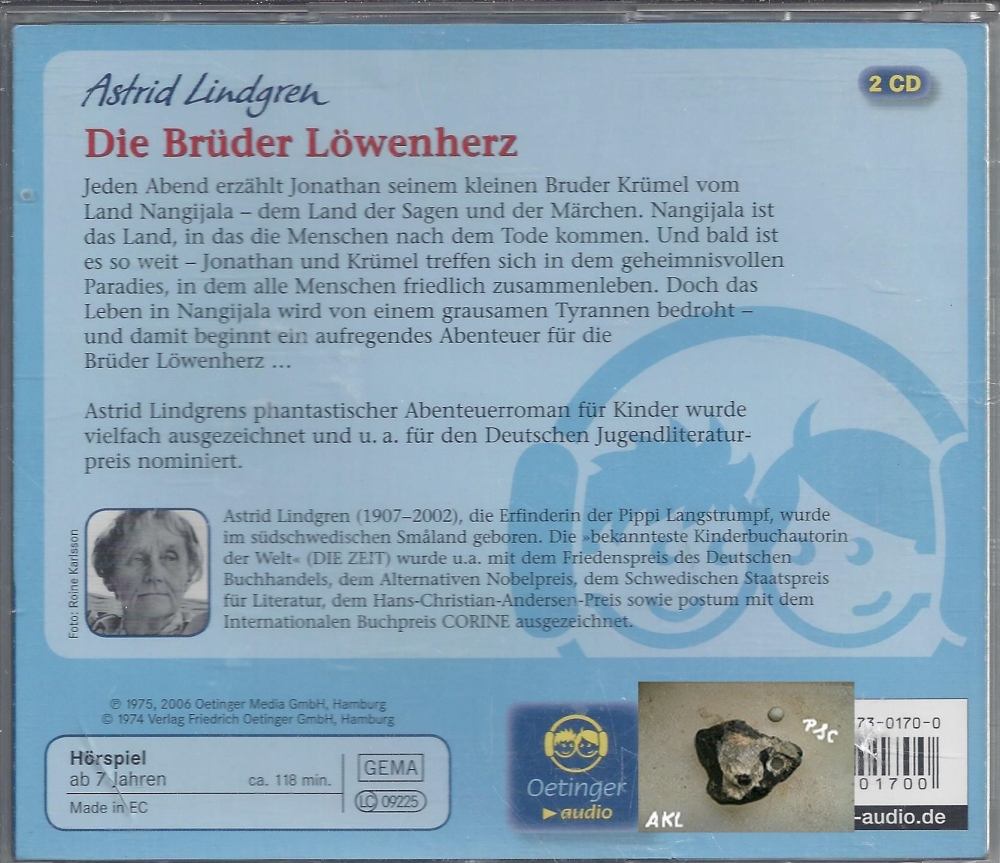 Astrid Lindgren
2 CD
Die Brüder Löwenherz
Jeden Abend erzählt Jonathan seinem kleinen Bruder Krümel vom
Land Nangijala – dem Land der Sagen und der Märchen. Nangijala ist
das Land, in das die Menschen nach dem Tode kommen. Und bald ist
es so weit – Jonathan und Krümel treffen sich in dem geheimnisvollen
Paradies, in dem alle Menschen friedlich zusammenleben. Doch das
Leben in Nangijala wird von einem grausamen Tyrannen bedroht –
und damit beginnt ein aufregendes Abenteuer für die
Brüder Löwenherz ...
Astrid Lindgrens phantastischer Abenteuerroman für Kinder wurde
vielfach ausgezeichnet und u. a. für den Deutschen Jugendliteratur-
preis nominiert.
Foto: Roine Karlsson
Astrid Lindgren (1907–2002), die Erfinderin der Pippi Langstrumpf, wurde
im südschwedischen Småland geboren. Die »bekannteste Kinderbuchautorin
der Welt« (DIE ZEIT) wurde u.a. mit dem Friedenspreis des Deutschen
Buchhandels, dem Alternativen Nobelpreis, dem Schwedischen Staatspreis
für Literatur, dem Hans-Christian-Andersen-Preis sowie postum mit dem
Internationalen Buchpreis CORINE ausgezeichnet.
℗ 1975, 2006 Oetinger Media GmbH, Hamburg
© 1974 Verlag Friedrich Oetinger GmbH, Hamburg
Hörspiel
ab 7 Jahren
ca. 118 min.
Made in EC
GEMA
LC 09225
Oetinger
audio
PSC
AKL
73-0170-0
01700
-audio.de